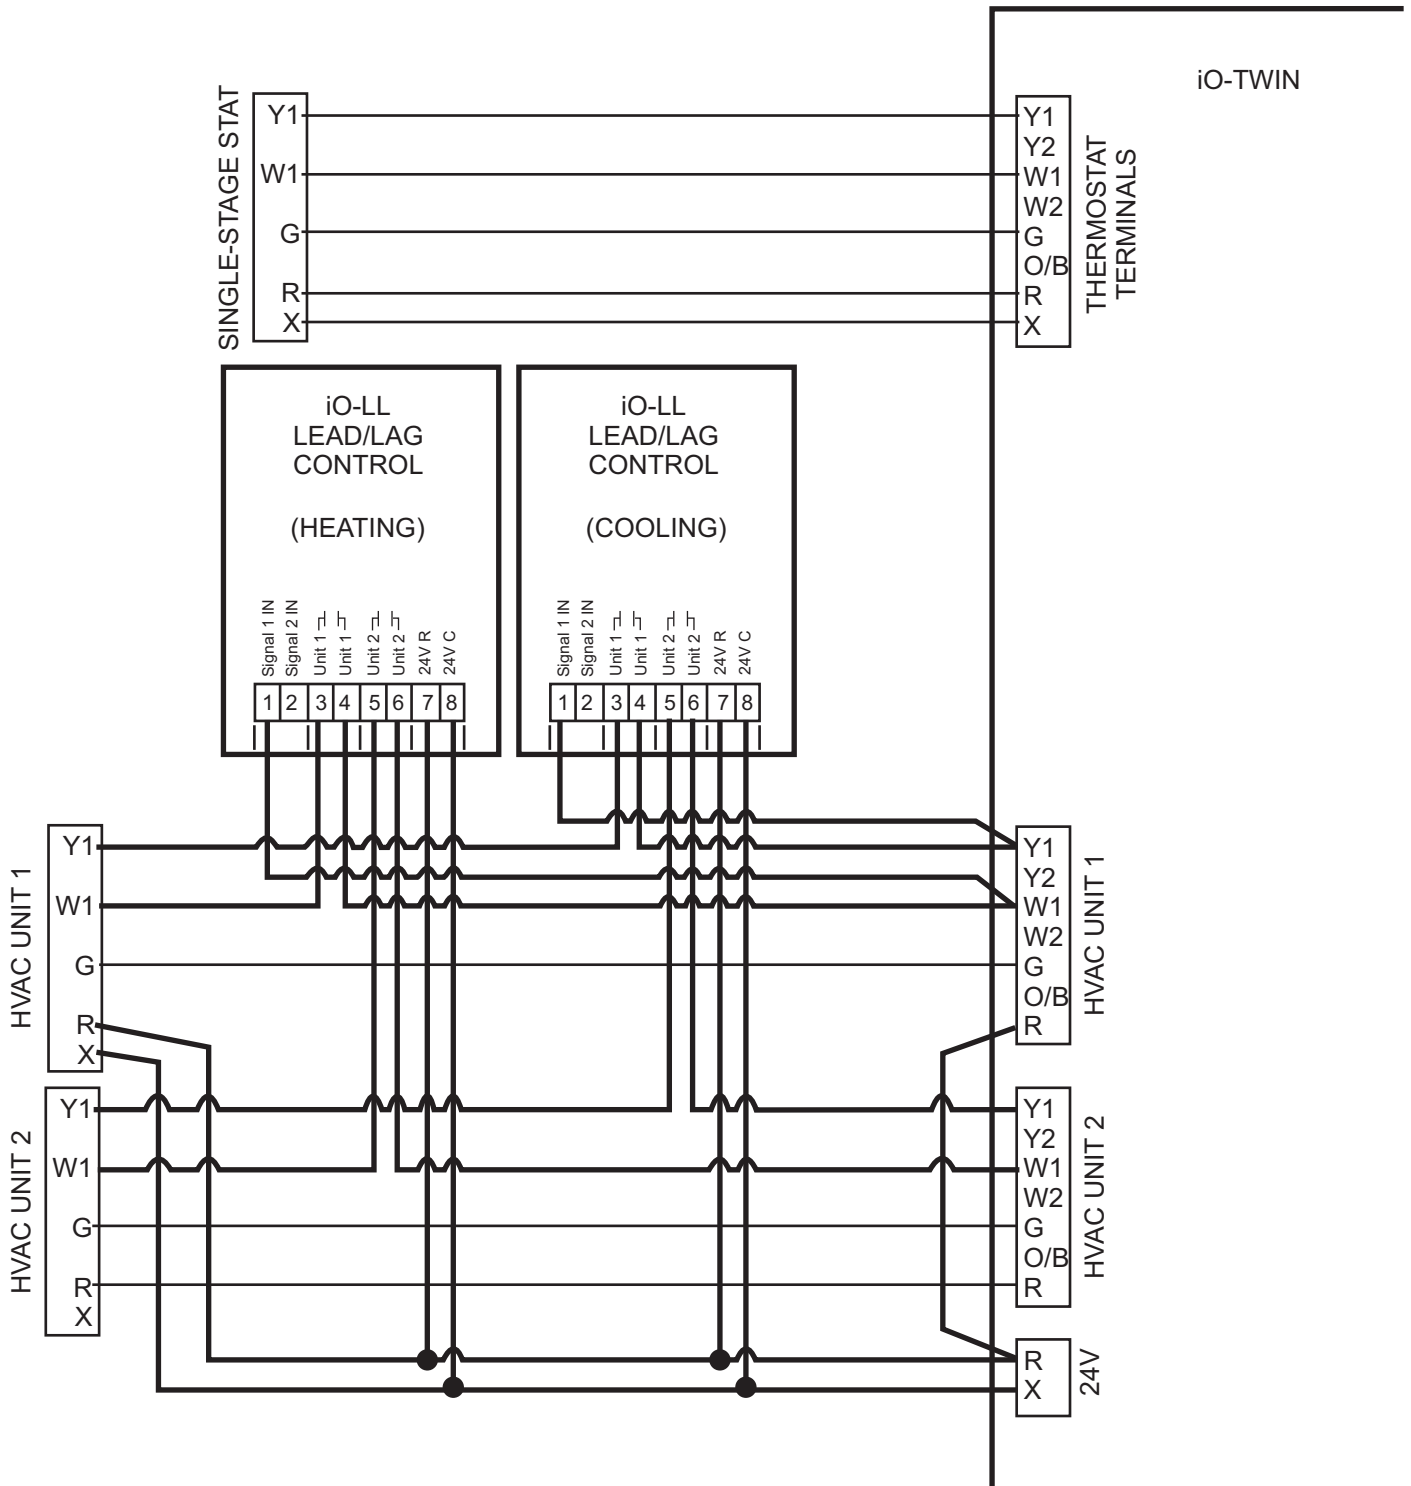 iO-TWIN
SINGLE-STAGE STAT
Y1
W1
G
R
X
Y1
Y2
W1
W2
G
O/B
R
X
THERMOSTAT
TERMINALS
iO-LL
LEAD/LAG
CONTROL
(HEATING)
Signal 1 IN
Signal 2 IN
Unit 1
Unit 1
Unit 2
Unit 2
24V R
24V C
1 2 3 4 5 6 7 8
iO-LL
LEAD/LAG
CONTROL
(COOLING)
Signal 1 IN
Signal 2 IN
Unit 1
Unit 1
Unit 2
Unit 2
24V R
24V C
1 2 3 4 5 6 7 8
HVAC UNIT 1
Y1
W1
G
R
X
Y1
Y2
W1
W2
G
O/B
R
HVAC UNIT 1
HVAC UNIT 2
Y1
W1
G
R
X
Y1
Y2
W1
W2
G
O/B
R
HVAC UNIT 2
R
X
24V